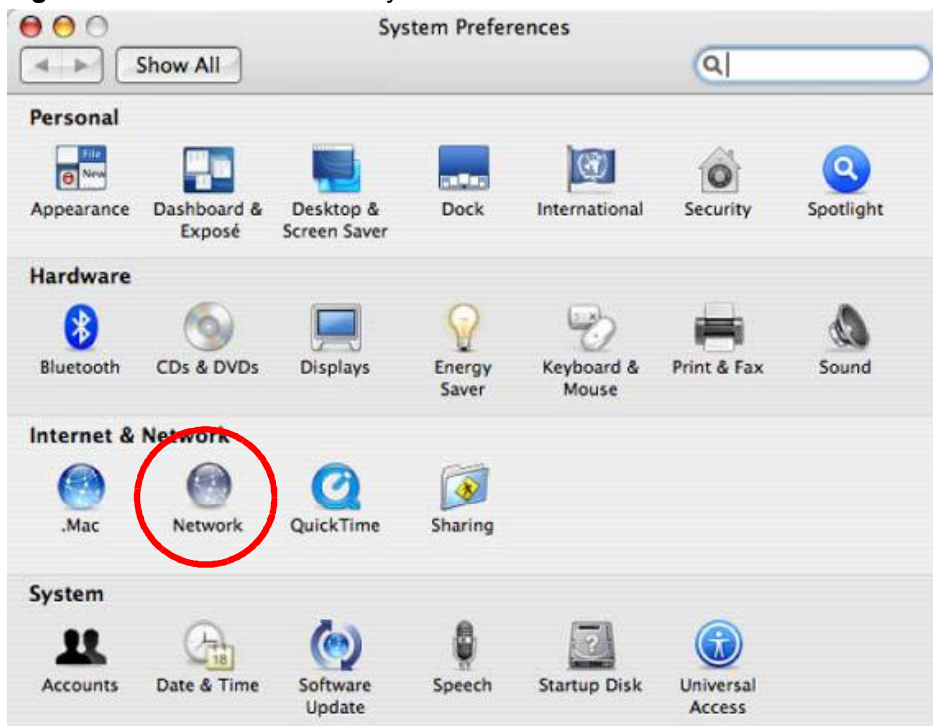 System Preferences
Show All
Personal
File
New
Appearance Dashboard & Exposé Desktop & Screen Saver Dock International Security Spotlight
Hardware
Bluetooth CDs & DVDs Displays Energy Saver Keyboard & Mouse Print & Fax Sound
Internet & Network
.Mac Network QuickTime Sharing
System
18
?
Accounts Date & Time Software Update Speech Startup Disk Universal Access